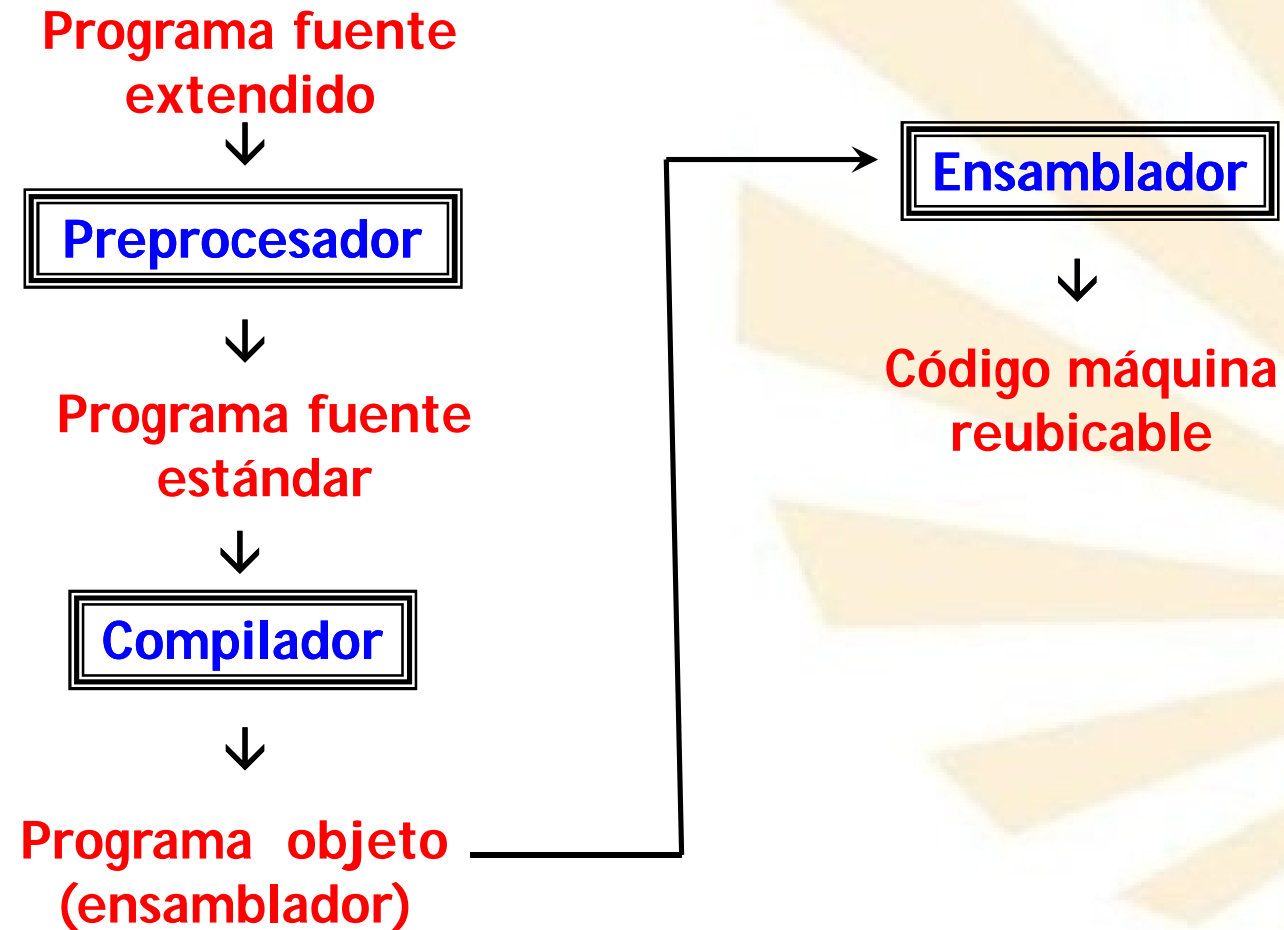 Programa fuente
extendido
Preprocesador
Programa fuente
estándar
Compilador
Programa objeto
(ensamblador)
Ensamblador
Código máquina
reubicable